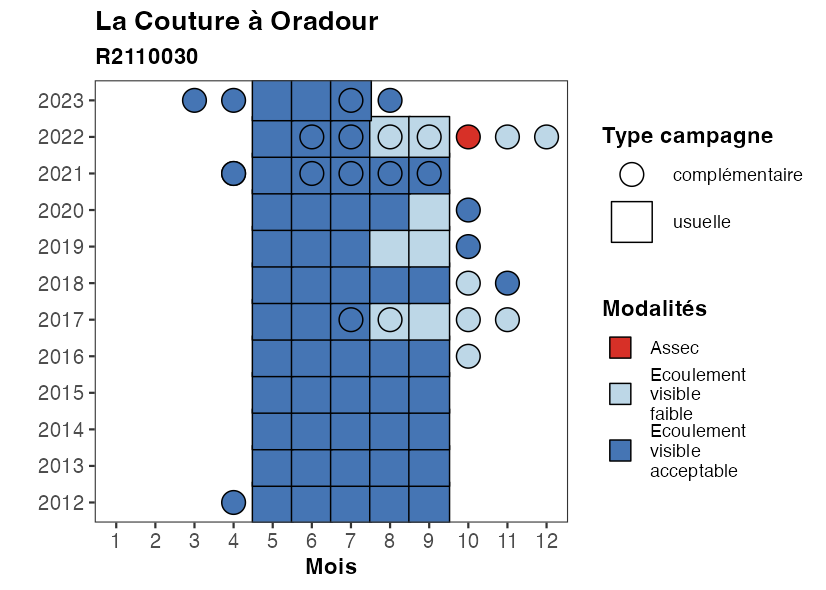 La Couture à Oradour
R2110030
2023
2022
2021
2020
2019
2018
2017
2016
2015
2014
2013
2012
1 2 3 4 5 6 7 8 9 10 11 12
Mois
Type campagne
complémentaire
usuelle
Modalités
Assec
Ecoulement
visible
faible
Ecoulement
visible
acceptable